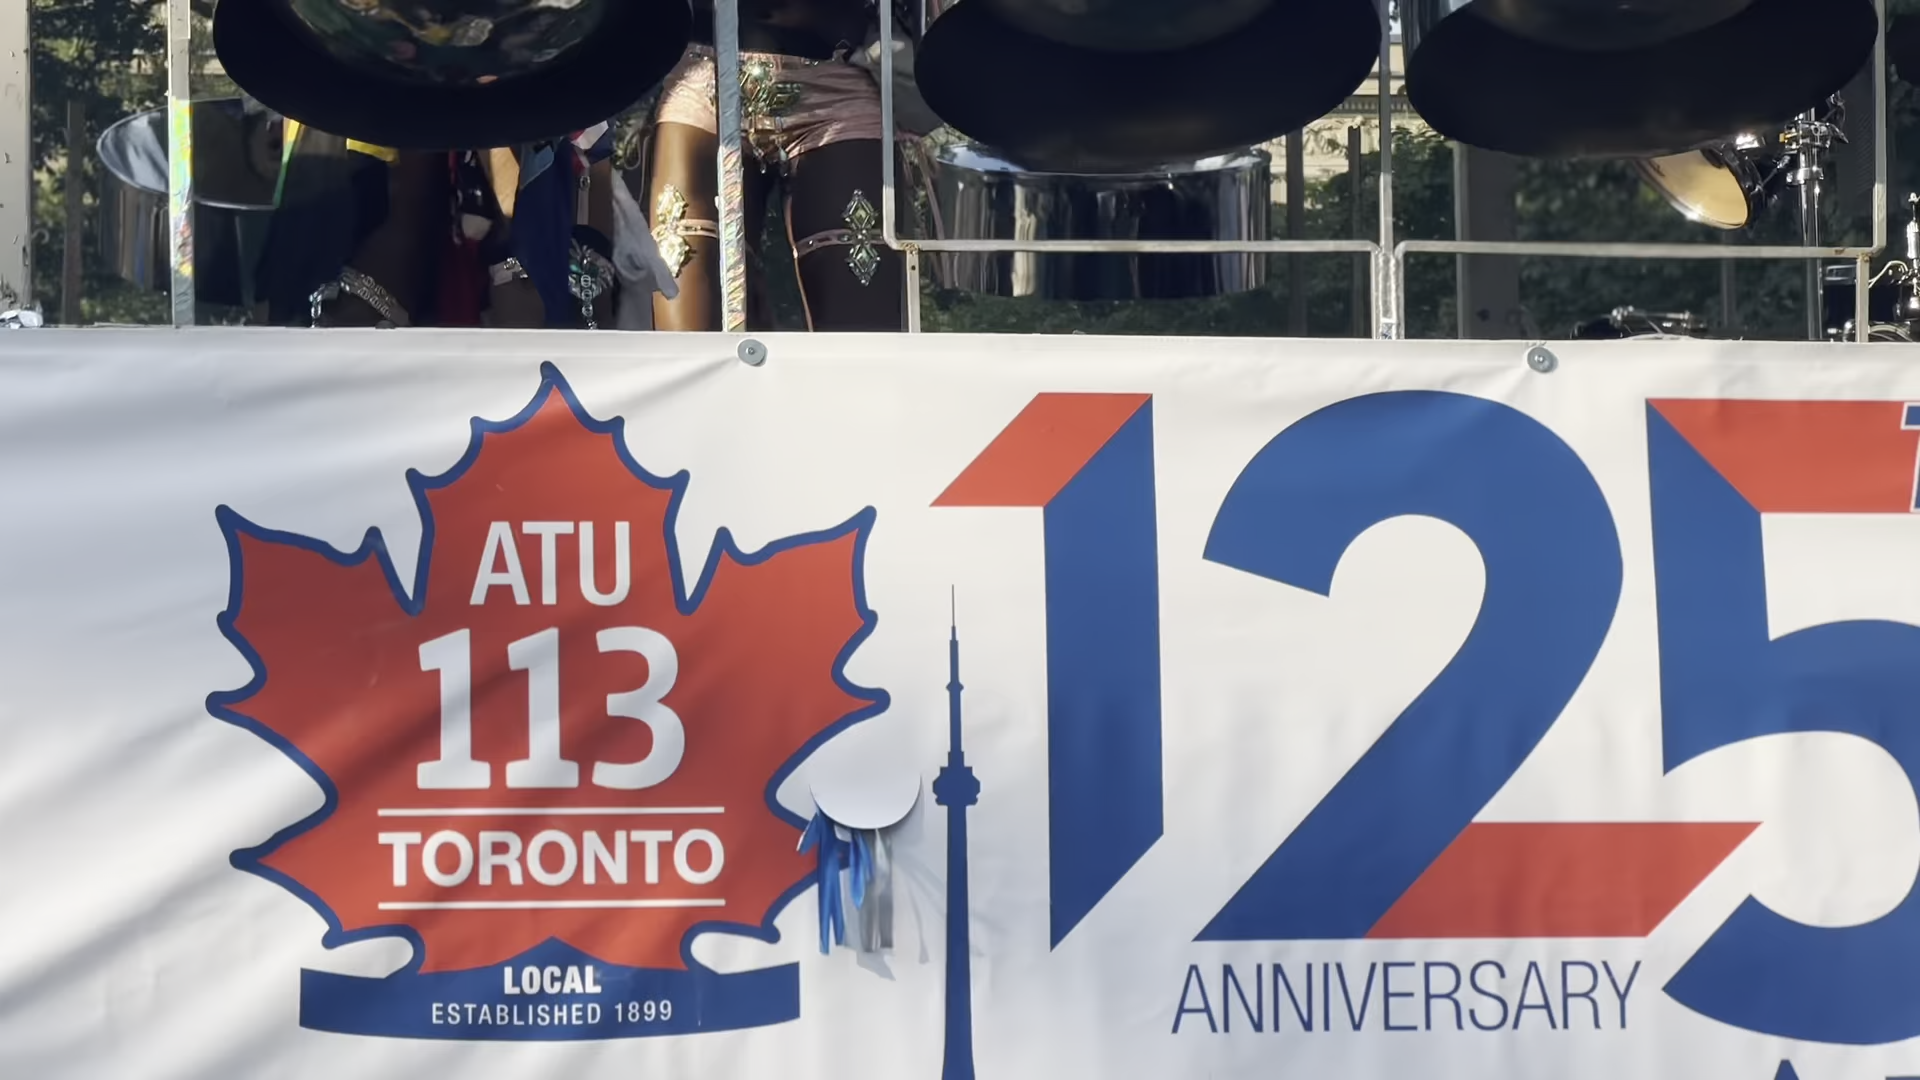 ATU
113
TORONTO
LOCAL
ESTABLISHED 1899
125
ANNIVERSARY